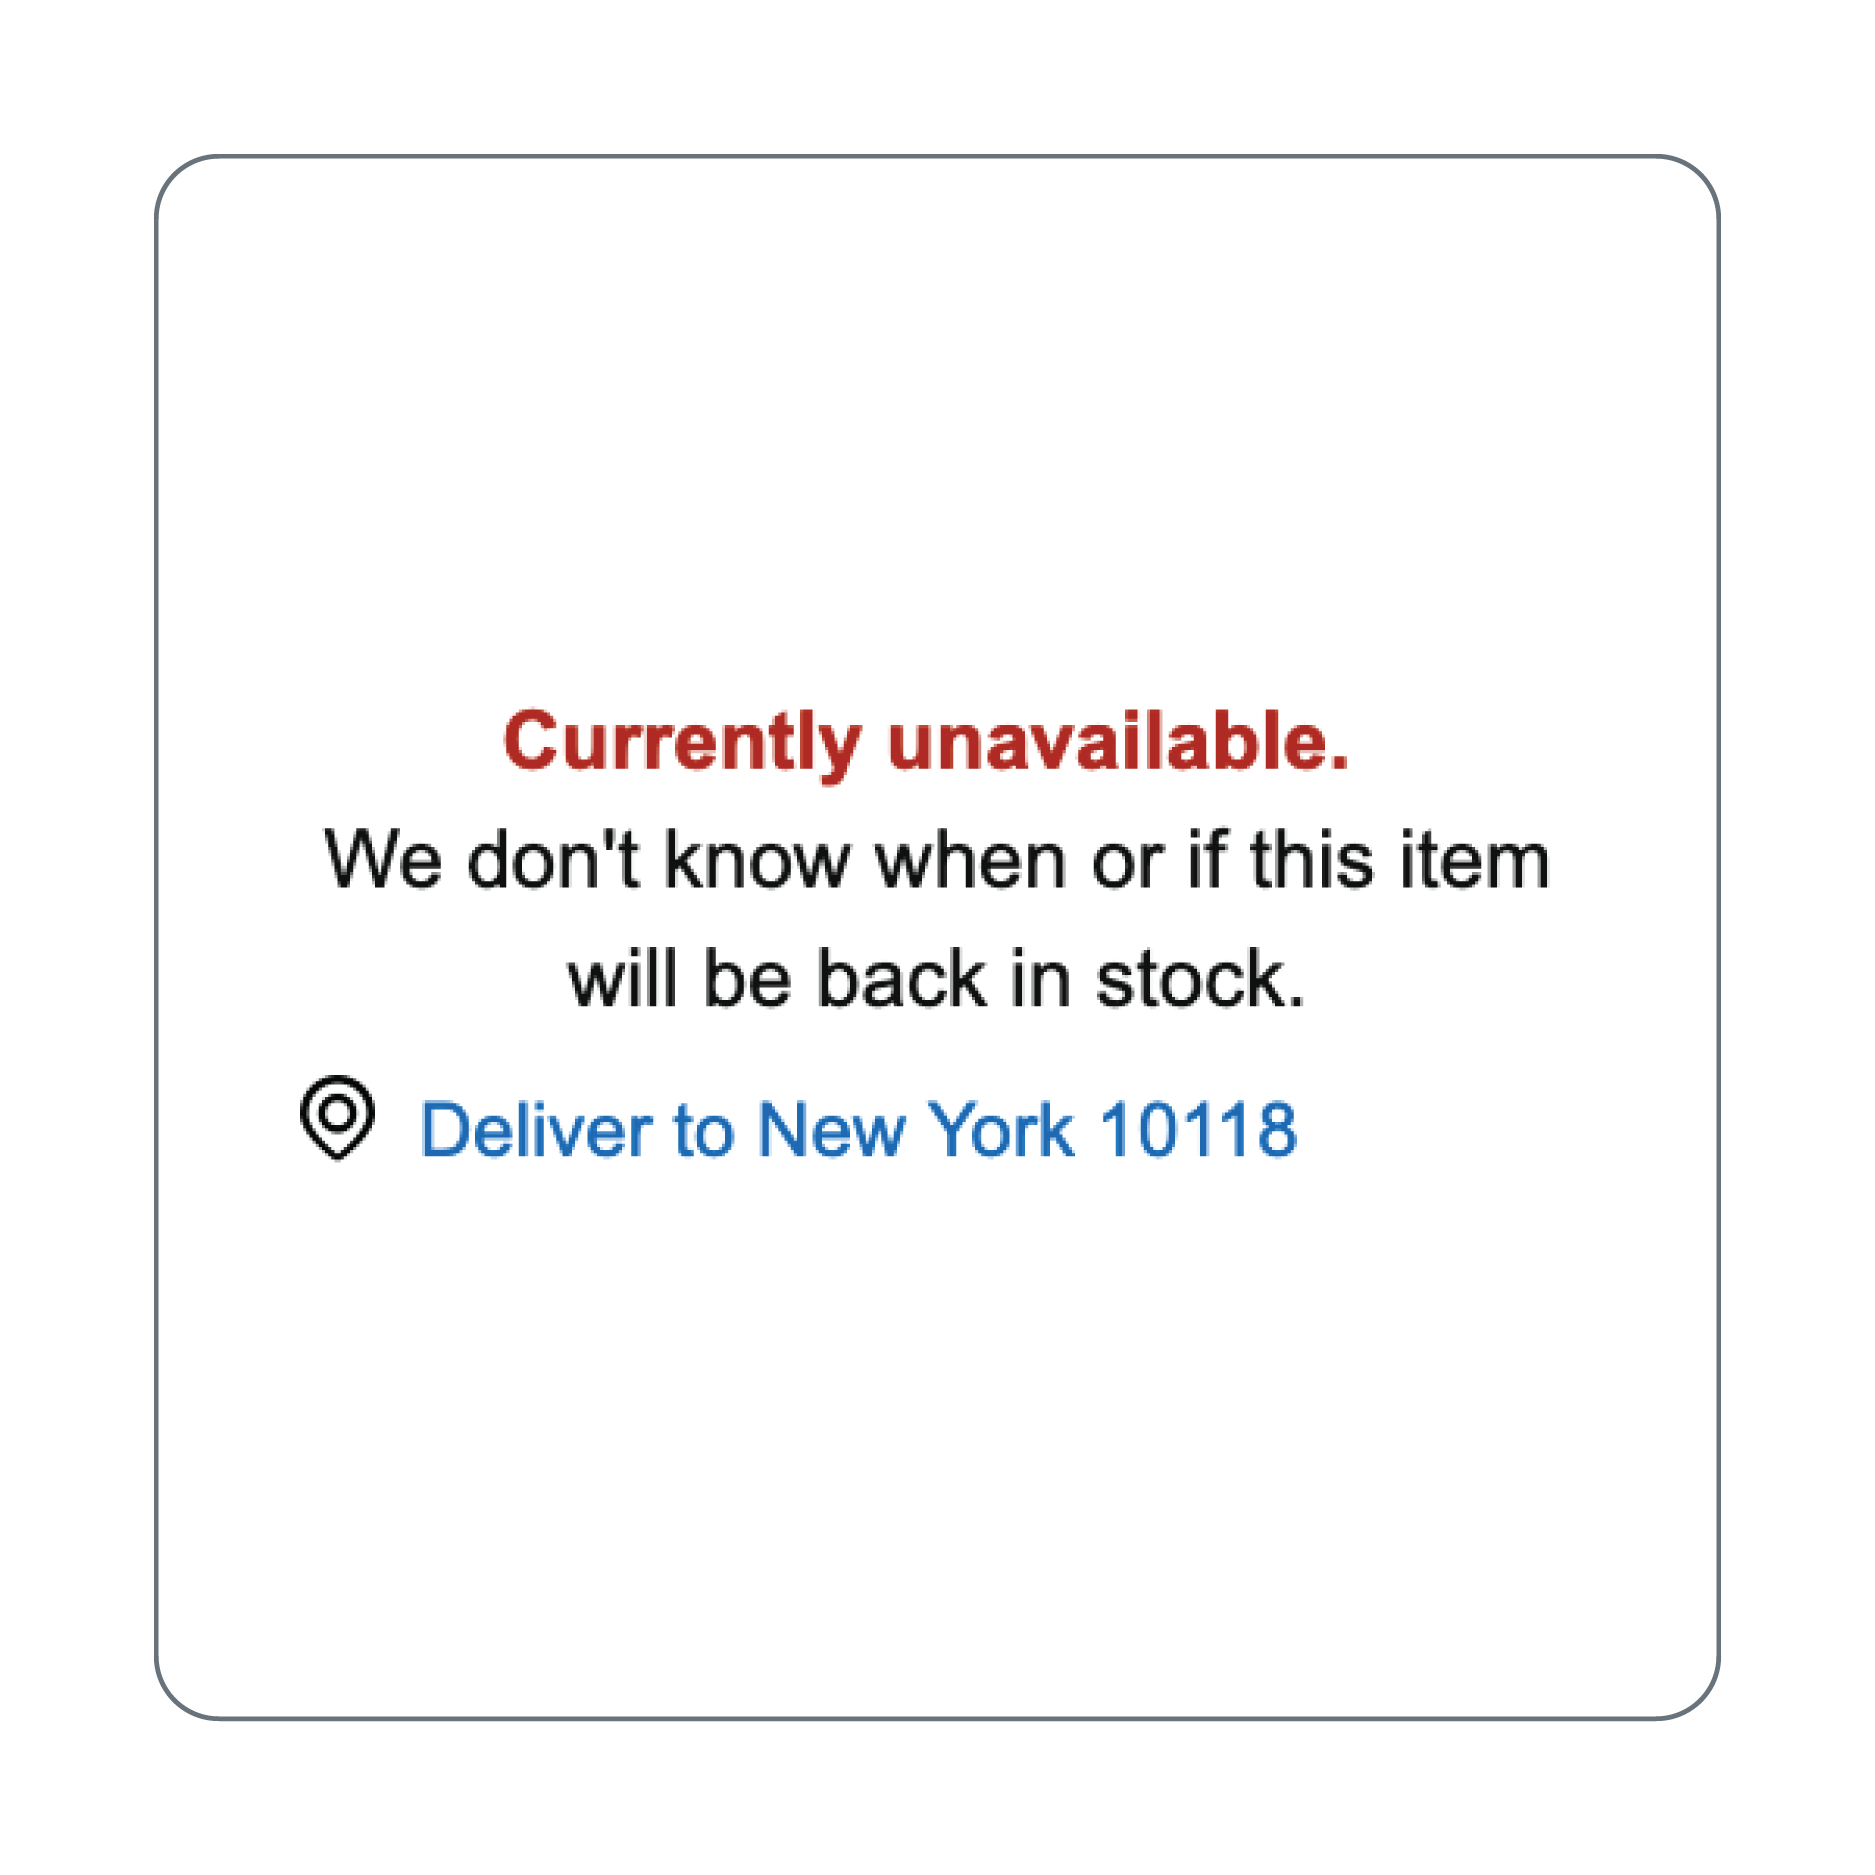 Currently unavailable.
We don't know when or if this item
will be back in stock.
Deliver to New York 10118